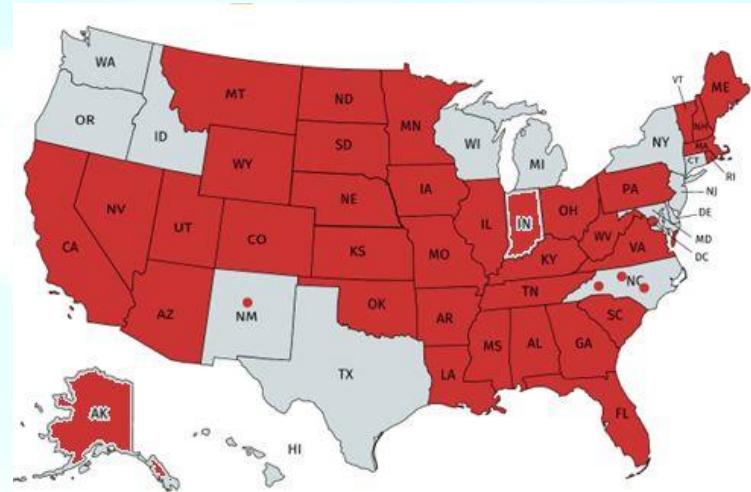 WA
MT
ND
MN
VT
ME
OR
ID
WY
SD
WI
MI
NY
NH
MA
CT
RI
NV
UT
CO
NE
IA
IL
IN
OH
PA
NJ
DE
MD
DC
CA
KS
MO
KY
WV
VA
AZ
NM
OK
AR
TN
NC
SC
TX
LA
MS
AL
GA
FL
AK
HI